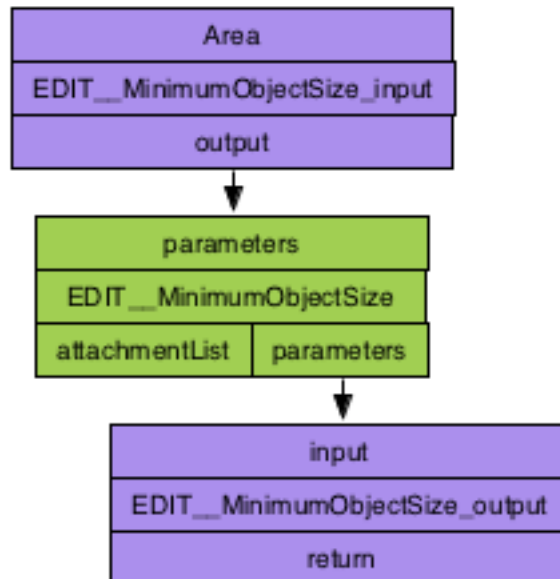 Area
EDIT__MinimumObjectSize_input
output
parameters
EDIT__MinimumObjectSize
attachmentList parameters
input
EDIT__MinimumObjectSize_output
return